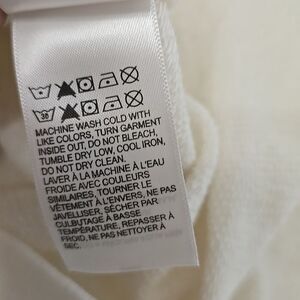 30
MACHINE WASH COLD WITH
LIKE COLORS, TURN GARMENT
INSIDE OUT, DO NOT BLEACH,
TUMBLE DRY LOW, COOL IRON,
DO NOT DRY CLEAN.
LAVER À LA MACHINE À L'EAU
FROIDE AVEC COULEURS
SIMILAIRES, TOURNER LE
VÊTEMENT À L'ENVERS, NE PAS
JAVELLISER, SÉCHER PAR
CULBUTAGE À BASSE
TEMPÉRATURE, REPASSER À
FROID, NE PAS NETTOYER À
SEC.